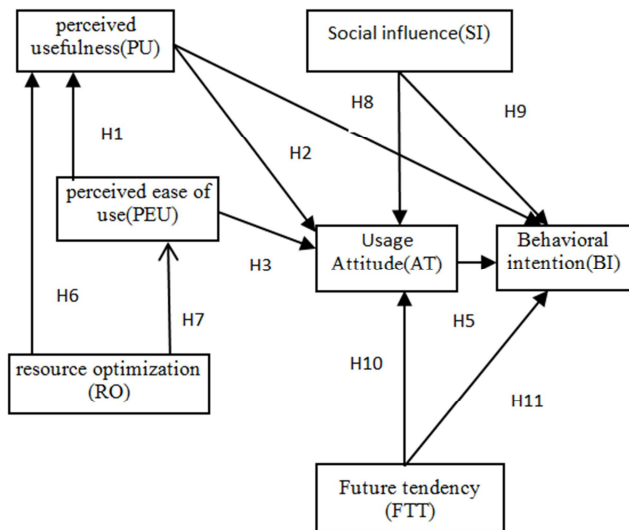 perceived
usefulness(PU)
Social influence(SI)
H1
H2
H8
H9
perceived ease of
use(PEU)
Usage
Attitude(AT)
Behavioral
intention(BI)
H3
H6
H7
H5
resource optimization
(RO)
H10
H11
Future tendency
(FTT)